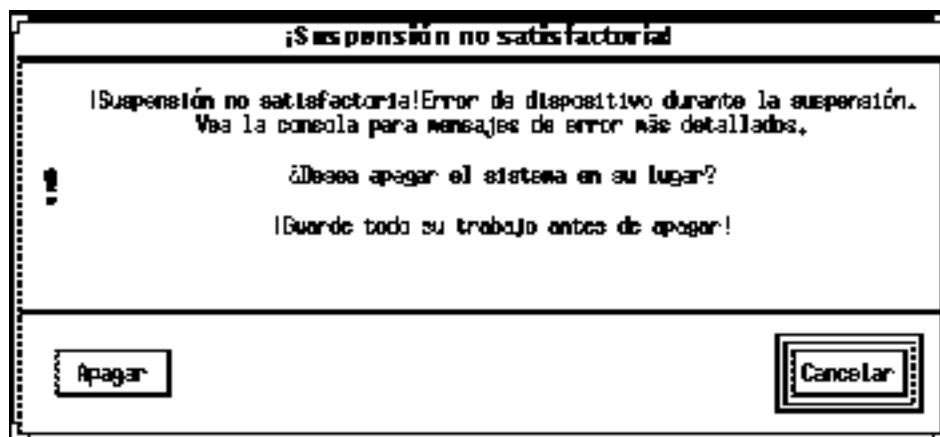 ¡Suspensión no satisfactoria!
¡Suspensión no satisfactoria!Error de dispositivo durante la suspensión.
Vea la consola para mensajes de error más detallados.
¿Desea apagar el sistema en su lugar?
¡Guarde todo su trabajo antes de apagar!
Apagar
Cancelar